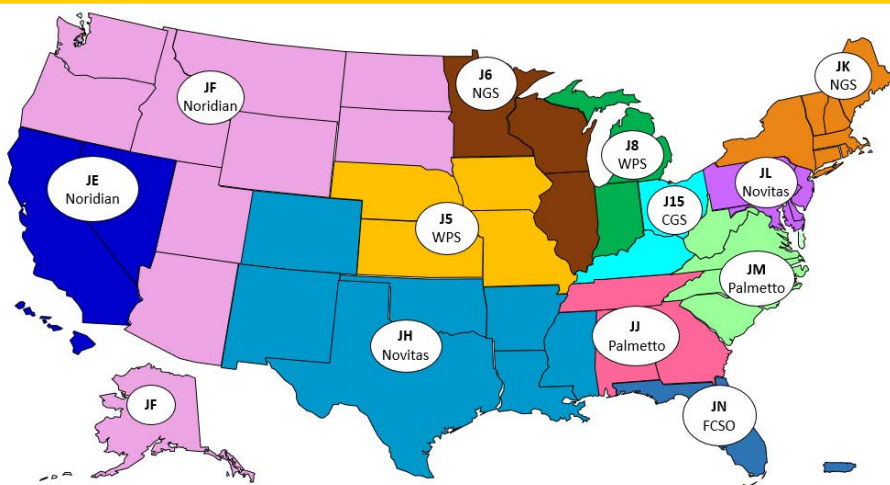 JF
Noridian
J6
NGS
JK
NGS
J8
WPS
JE
Noridian
JL
Novitas
J15
CGS
J5
WPS
JM
Palmetto
JH
Novitas
JJ
Palmetto
JF
JN
FCSO